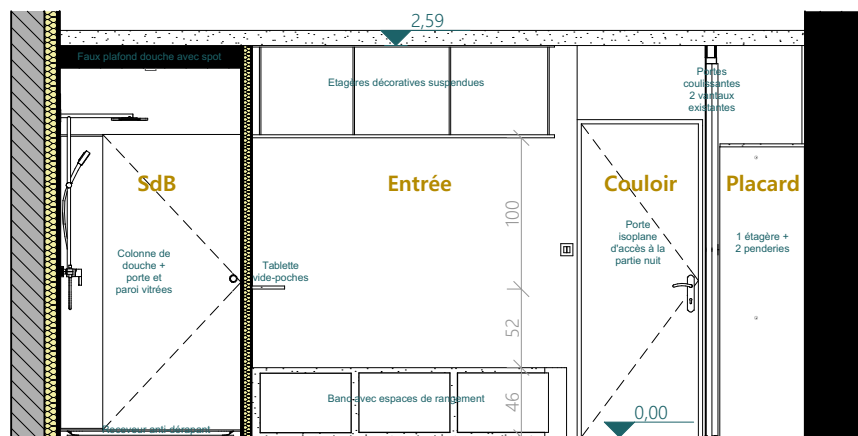 2,59
Faux plafond douche avec spot
Etagères décoratives suspendues
Portes
coulissantes
2 vantaux
existantes
SdB
Entrée
Couloir
Placard
100
Colonne de
douche +
porte et
paroi vitrées
Tablette
vide-poches
Porte
isoplane
d'accès à la
partie nuit
1 étagère +
2 penderies
52
46
Banc avec espaces de rangement
0,00
Receveur anti-dérapant